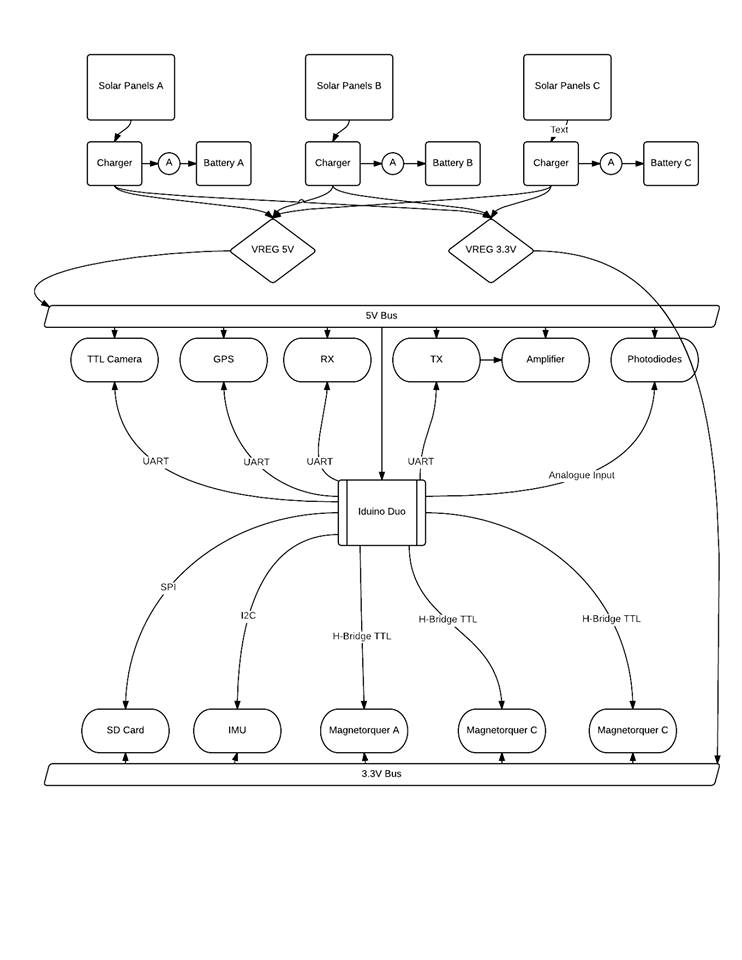 Solar Panels A
Solar Panels B
Solar Panels C
Text
Charger
A
Battery A
Charger
A
Battery B
Charger
A
Battery C
VREG 5V
VREG 3.3V
5V Bus
TTL Camera
GPS
RX
TX
Amplifier
Photodiodes
UART
UART
UART
UART
Analogue Input
Iduino Duo
SPI
I2C
H-Bridge TTL
H-Bridge TTL
H-Bridge TTL
SD Card
IMU
Magnetorquer A
Magnetorquer C
Magnetorquer C
3.3V Bus